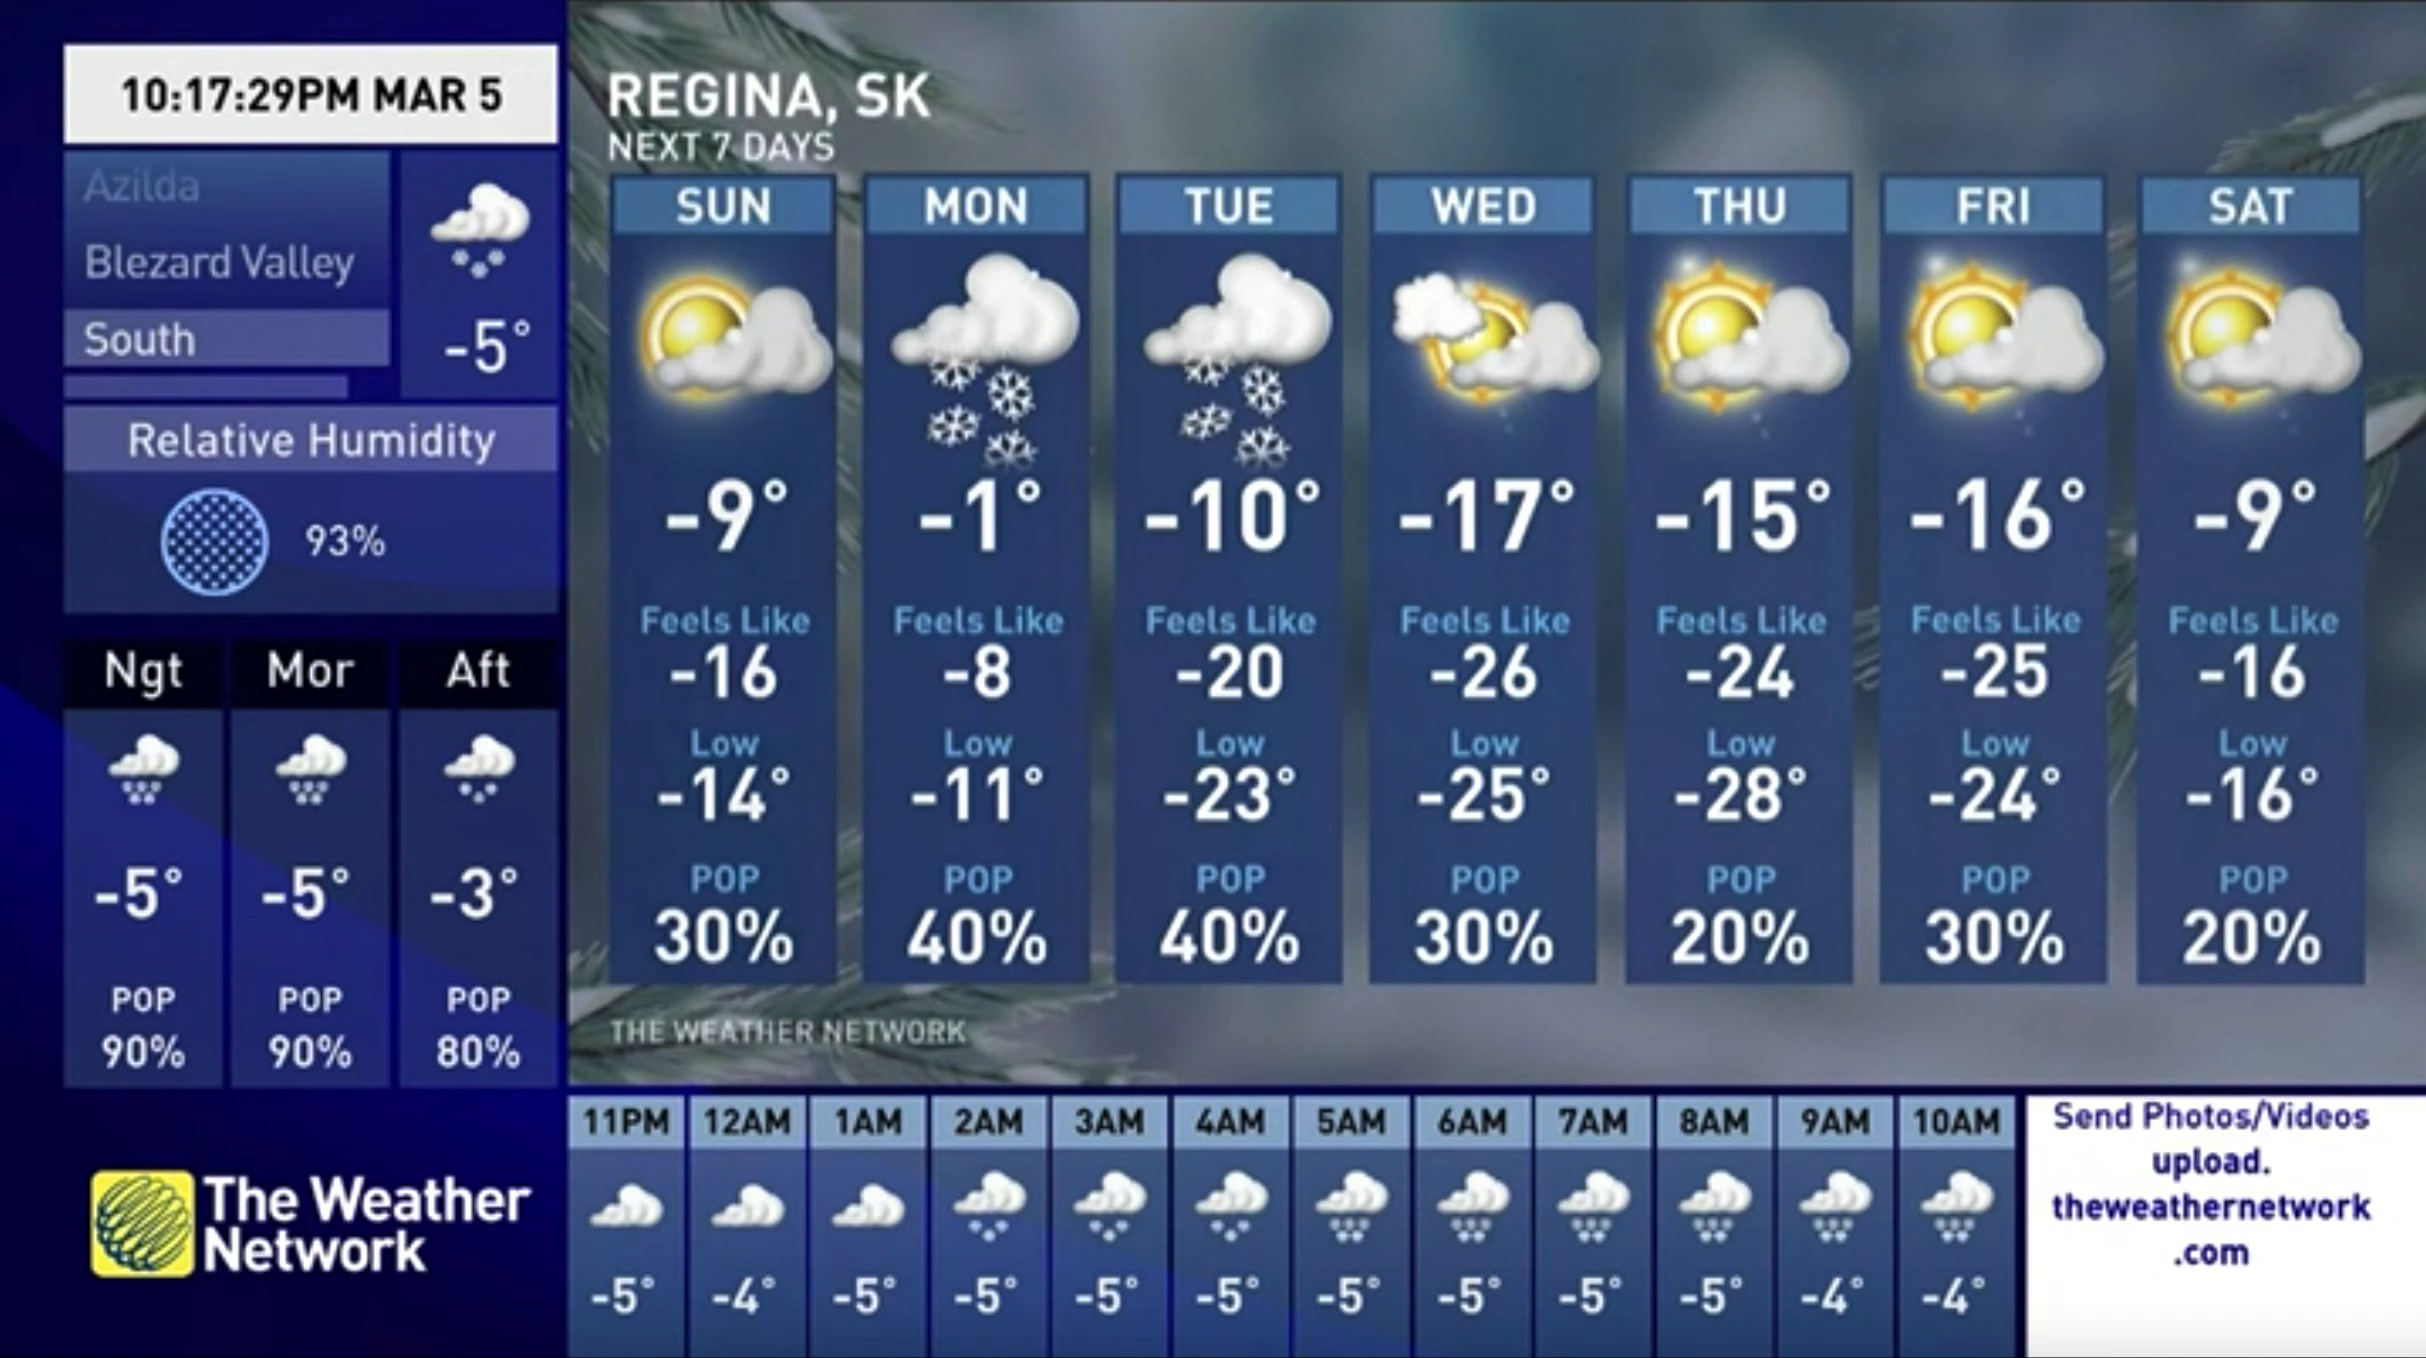 10:17:29PM MAR 5
Azilda
Blezard Valley
South
-5°
Relative Humidity
93%
Ngt Mor Aft
-5° -5° -3°
POP POP POP
90% 90% 80%
The Weather
Network
REGINA, SK
NEXT 7 DAYS
SUN MON TUE WED THU FRI SAT
-9° -1° -10° -17° -15° -16° -9°
Feels Like Feels Like Feels Like Feels Like Feels Like Feels Like Feels Like
-16 -8 -20 -26 -24 -25 -16
Low Low Low Low Low Low Low
-14° -11° -23° -25° -28° -24° -16°
POP POP POP POP POP POP POP
30% 40% 40% 30% 20% 30% 20%
THE WEATHER NETWORK
11PM 12AM 1AM 2AM 3AM 4AM 5AM 6AM 7AM 8AM 9AM 10AM
-5° -4° -5° -5° -5° -5° -5° -5° -5° -5° -4° -4°
Send Photos/Videos
upload.
theweathernetwork
.com